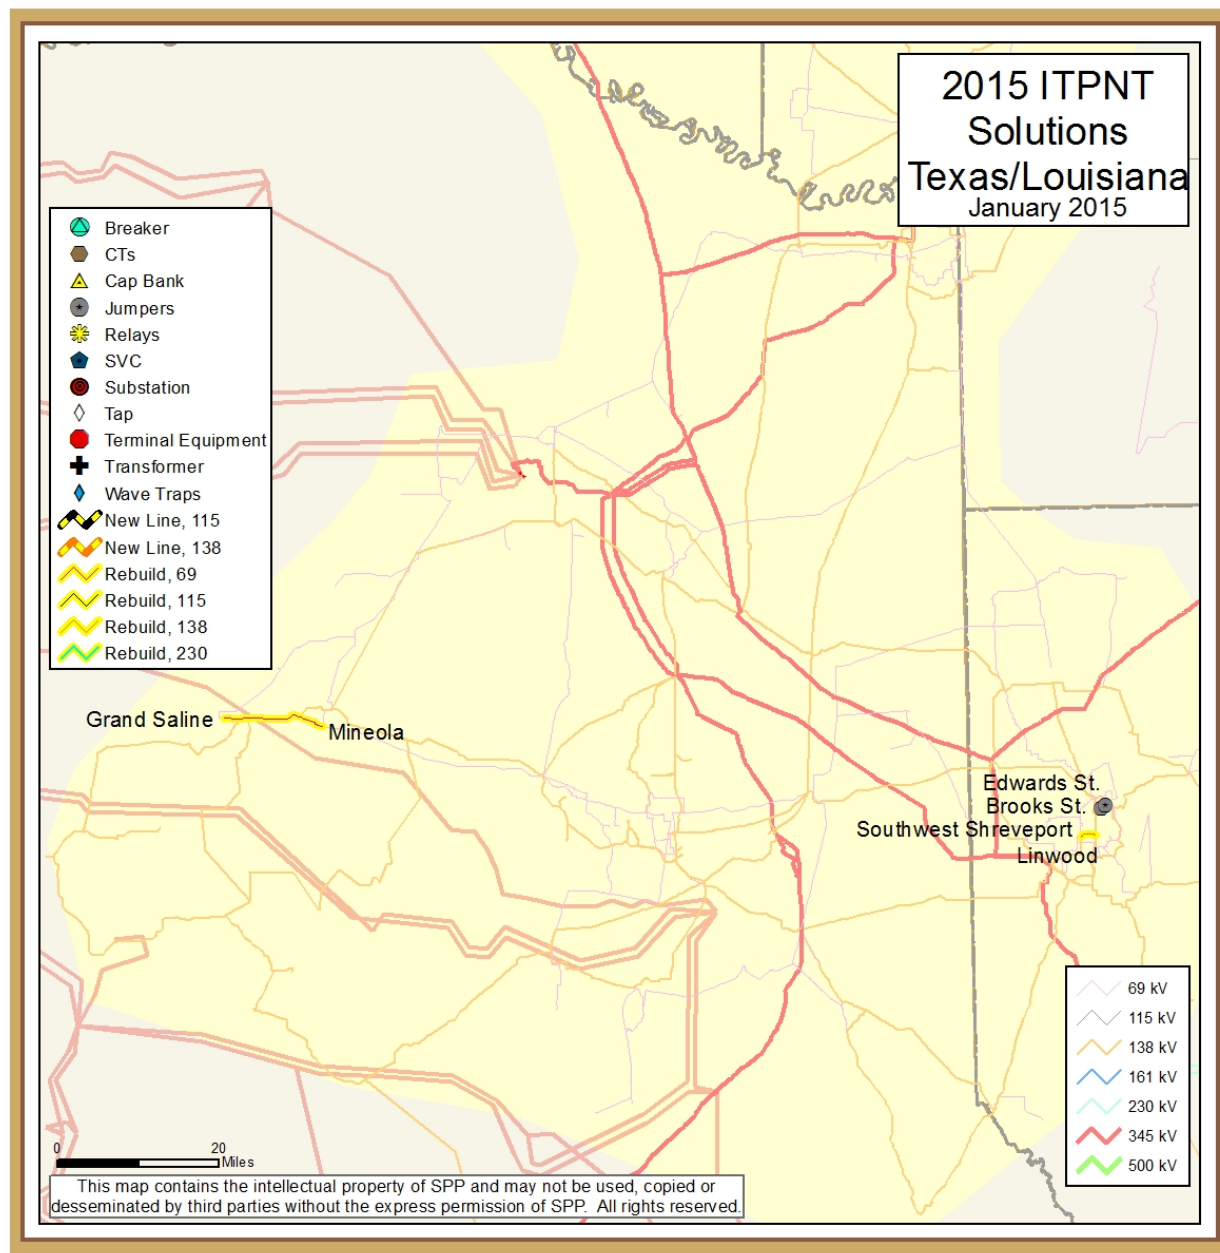 2015 ITPNT
Solutions
Texas/Louisiana
January 2015
Breaker
CTs
Cap Bank
Jumpers
Relays
SVC
Substation
Tap
Terminal Equipment
Transformer
Wave Traps
New Line, 115
New Line, 138
Rebuild, 69
Rebuild, 115
Rebuild, 138
Rebuild, 230
Grand Saline
Mineola
Edwards St.
Brooks St.
Southwest Shreveport
Linwood
69 kV
115 kV
138 kV
161 kV
230 kV
345 kV
500 kV
0 20
Miles
This map contains the intellectual property of SPP and may not be used, copied or
desseminated by third parties without the express permission of SPP. All rights reserved.